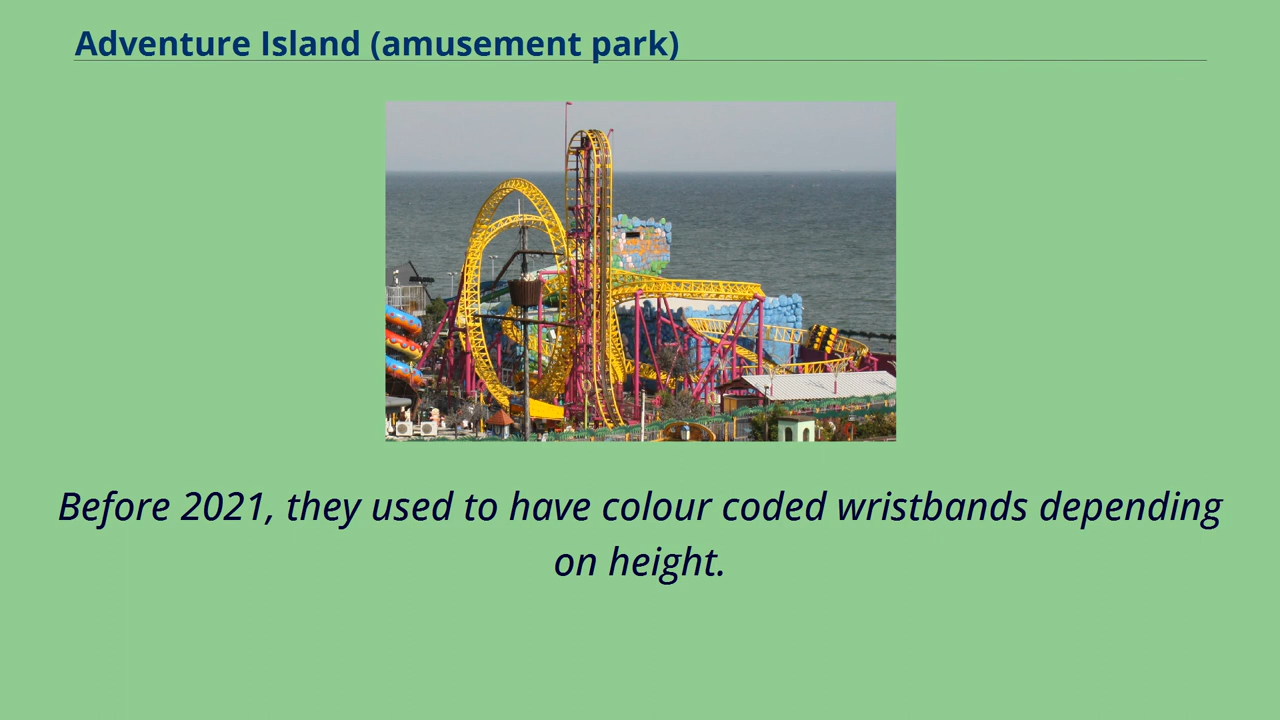 Adventure Island (amusement park)
Before 2021, they used to have colour coded wristbands depending
on height.